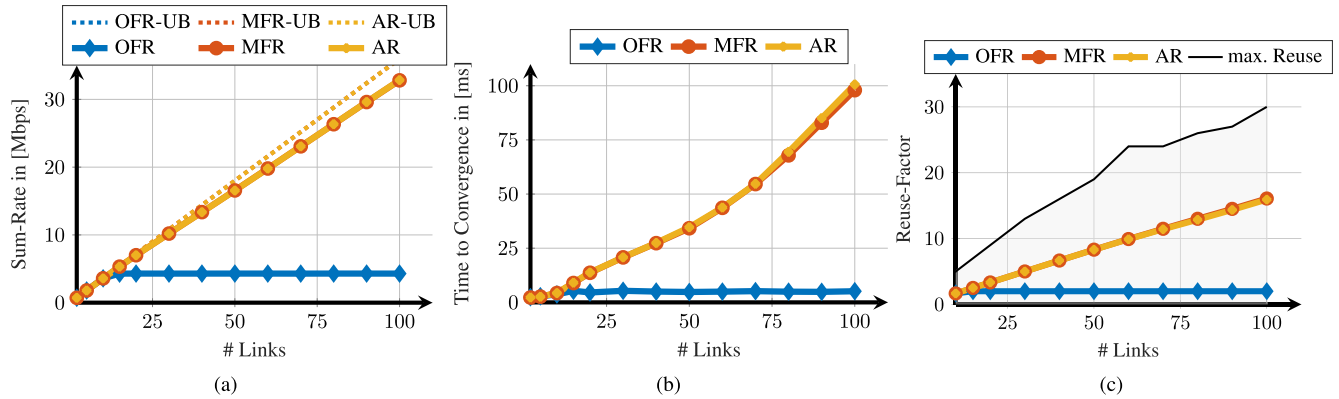 OFR-UB MFR-UB AR-UB
OFR MFR AR
Sum-Rate in [Mbps]
30
20
10
0
25 50 75 100
# Links
(a)
OFR MFR AR
Time to Convergence in [ms]
100
75
50
25
0
25 50 75 100
# Links
(b)
OFR MFR AR max. Reuse
Reuse-Factor
30
20
10
0
25 50 75 100
# Links
(c)